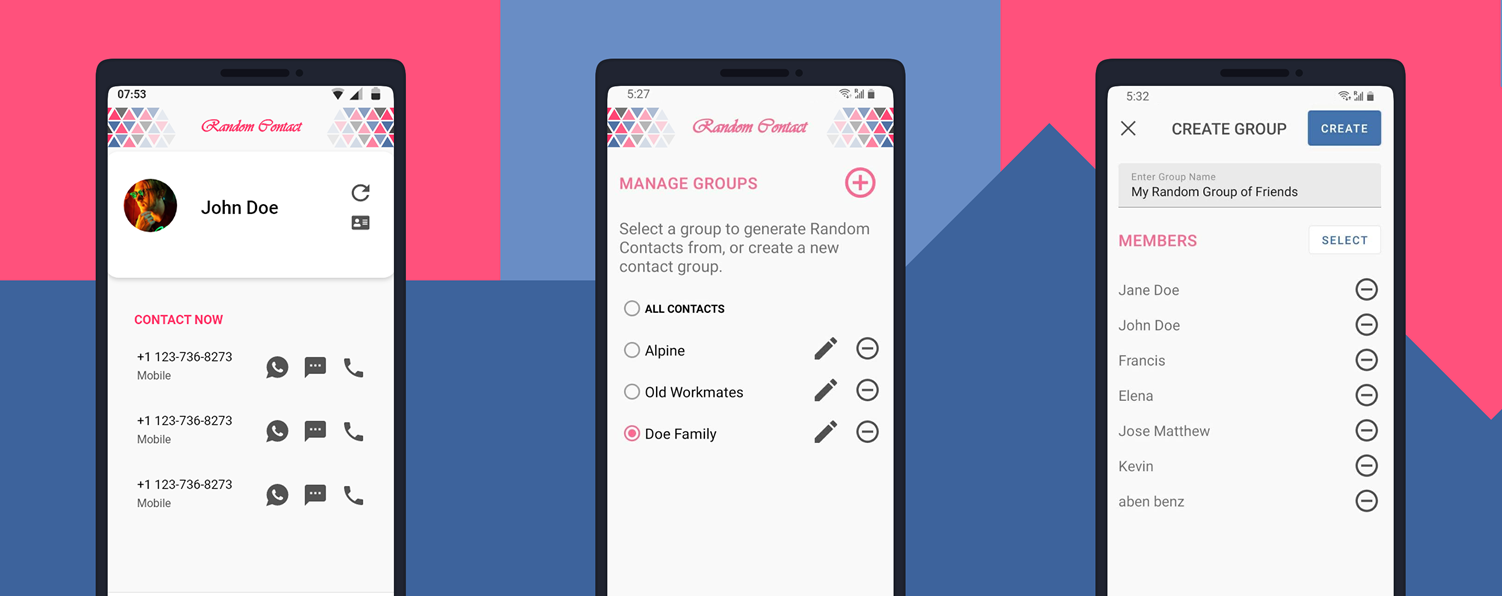 07:53
Random Contact
John Doe
CONTACT NOW
+1 123-736-8273
Mobile
+1 123-736-8273
Mobile
+1 123-736-8273
Mobile
5:27
Random Contact
MANAGE GROUPS
Select a group to generate Random
Contacts from, or create a new
contact group.
ALL CONTACTS
Alpine
Old Workmates
Doe Family
5:32
CREATE GROUP
CREATE
Enter Group Name
My Random Group of Friends
MEMBERS
SELECT
Jane Doe
John Doe
Francis
Elena
Jose Matthew
Kevin
aben benz